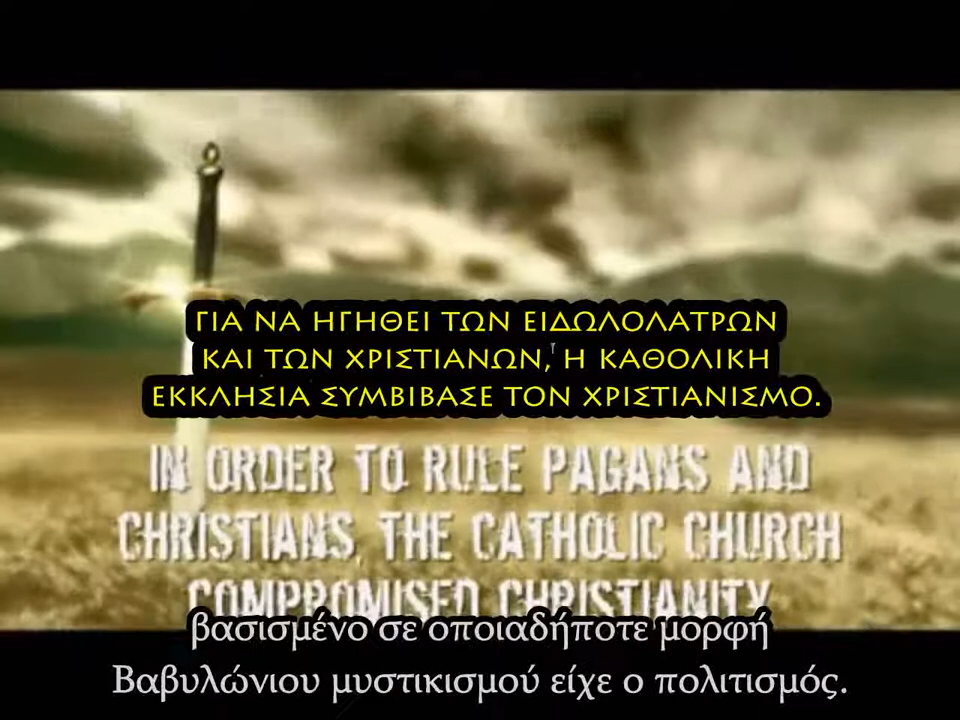 ΓΙΑ ΝΑ ΗΓΗΘΕΙ ΤΩΝ ΕΙΔΩΛΟΛΑΤΡΩΝ
ΚΑΙ ΤΩΝ ΧΡΙΣΤΙΑΝΩΝ, Η ΚΑΘΟΛΙΚΗ
ΕΚΚΛΗΣΙΑ ΣΥΜΒΙΒΑΣΕ ΤΟΝ ΧΡΙΣΤΙΑΝΙΣΜΟ.
IN ORDER TO RULE PAGANS AND
CHRISTIANS, THE CATHOLIC CHURCH
COMPROMISED CHRISTIANITY
βασισμένο σε οποιαδήποτε μορφή
Βαβυλώνιου μυστικισμού είχε ο πολιτισμός.